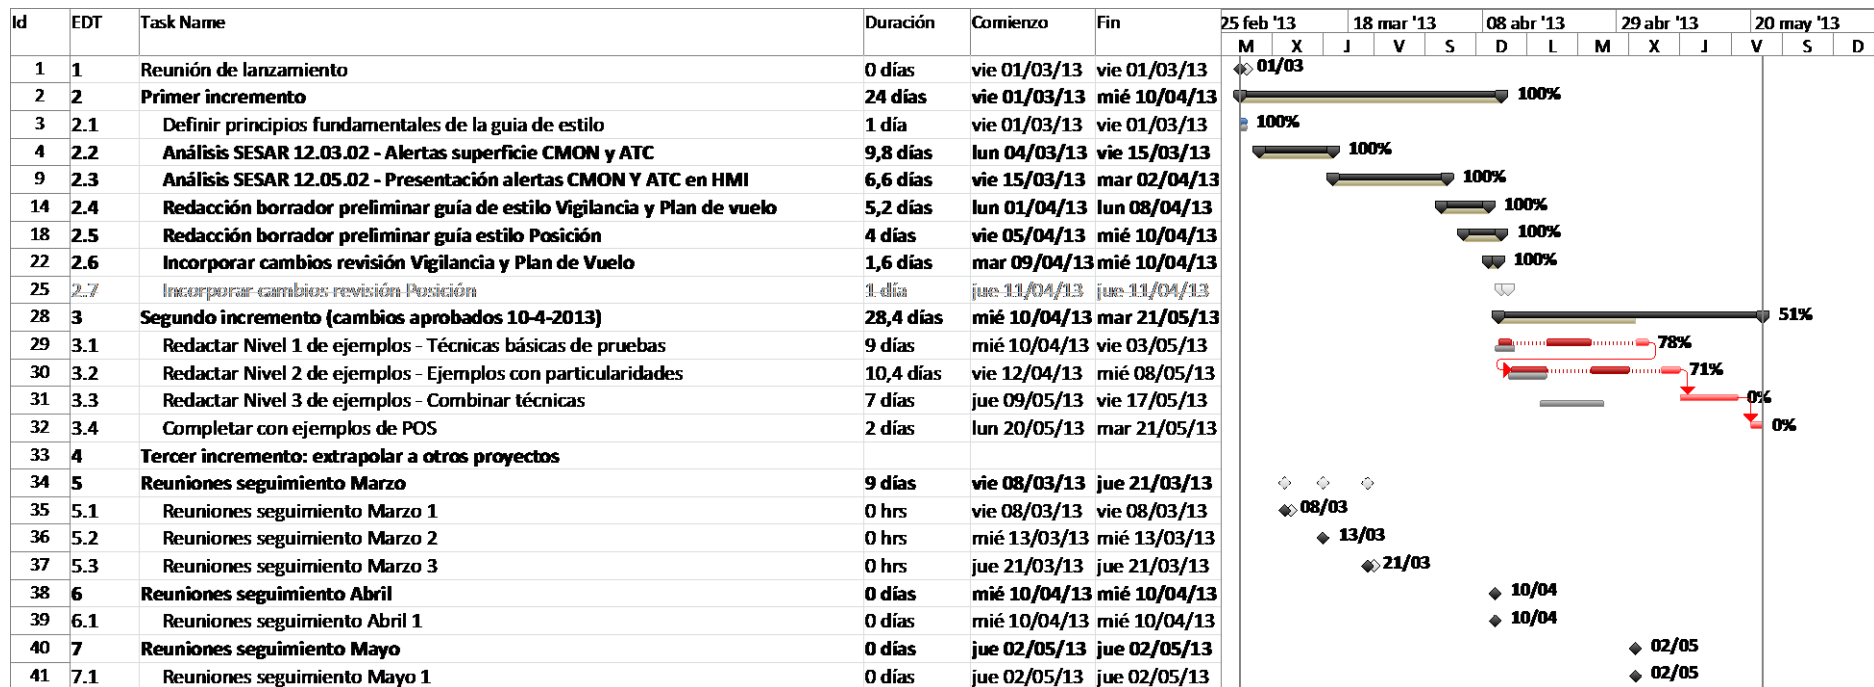 Id EDT Task Name Duración Comienzo Fin 25 feb '13 18 mar '13 08 abr '13 29 abr '13 20 may '13
M X J V S D L M X J V S D
1 1 Reunión de lanzamiento 0 días vie 01/03/13 vie 01/03/13 01/03
2 2 Primer incremento 24 días vie 01/03/13 mié 10/04/13 100%
3 2.1 Definir principios fundamentales de la guia de estilo 1 día vie 01/03/13 vie 01/03/13 100%
4 2.2 Análisis SESAR 12.03.02 - Alertas superficie CMON y ATC 9,8 días lun 04/03/13 vie 15/03/13 100%
9 2.3 Análisis SESAR 12.05.02 - Presentación alertas CMON Y ATC en HMI 6,6 días vie 15/03/13 mar 02/04/13 100%
14 2.4 Redacción borrador preliminar guía de estilo Vigilancia y Plan de vuelo 5,2 días lun 01/04/13 lun 08/04/13 100%
18 2.5 Redacción borrador preliminar guía estilo Posición 4 días vie 05/04/13 mié 10/04/13 100%
22 2.6 Incorporar cambios revisión Vigilancia y Plan de Vuelo 1,6 días mar 09/04/13 mié 10/04/13 100%
25 2.7 Incorporar cambios revisión Posición 1 día jue 11/04/13 jue 11/04/13
28 3 Segundo incremento (cambios aprobados 10-4-2013) 28,4 días mié 10/04/13 mar 21/05/13 51%
29 3.1 Redactar Nivel 1 de ejemplos - Técnicas básicas de pruebas 9 días mié 10/04/13 vie 03/05/13 78%
30 3.2 Redactar Nivel 2 de ejemplos - Ejemplos con particularidades 10,4 días vie 12/04/13 mié 08/05/13 71%
31 3.3 Redactar Nivel 3 de ejemplos - Combinar técnicas 7 días jue 09/05/13 vie 17/05/13 0%
32 3.4 Completar con ejemplos de POS 2 días lun 20/05/13 mar 21/05/13 0%
33 4 Tercer incremento: extrapolar a otros proyectos
34 5 Reuniones seguimiento Marzo 9 días vie 08/03/13 jue 21/03/13
35 5.1 Reuniones seguimiento Marzo 1 0 hrs vie 08/03/13 vie 08/03/13 08/03
36 5.2 Reuniones seguimiento Marzo 2 0 hrs mié 13/03/13 mié 13/03/13 13/03
37 5.3 Reuniones seguimiento Marzo 3 0 hrs jue 21/03/13 jue 21/03/13 21/03
38 6 Reuniones seguimiento Abril 0 días mié 10/04/13 mié 10/04/13 10/04
39 6.1 Reuniones seguimiento Abril 1 0 días mié 10/04/13 mié 10/04/13 10/04
40 7 Reuniones seguimiento Mayo 0 días jue 02/05/13 jue 02/05/13 02/05
41 7.1 Reuniones seguimiento Mayo 1 0 días jue 02/05/13 jue 02/05/13 02/05